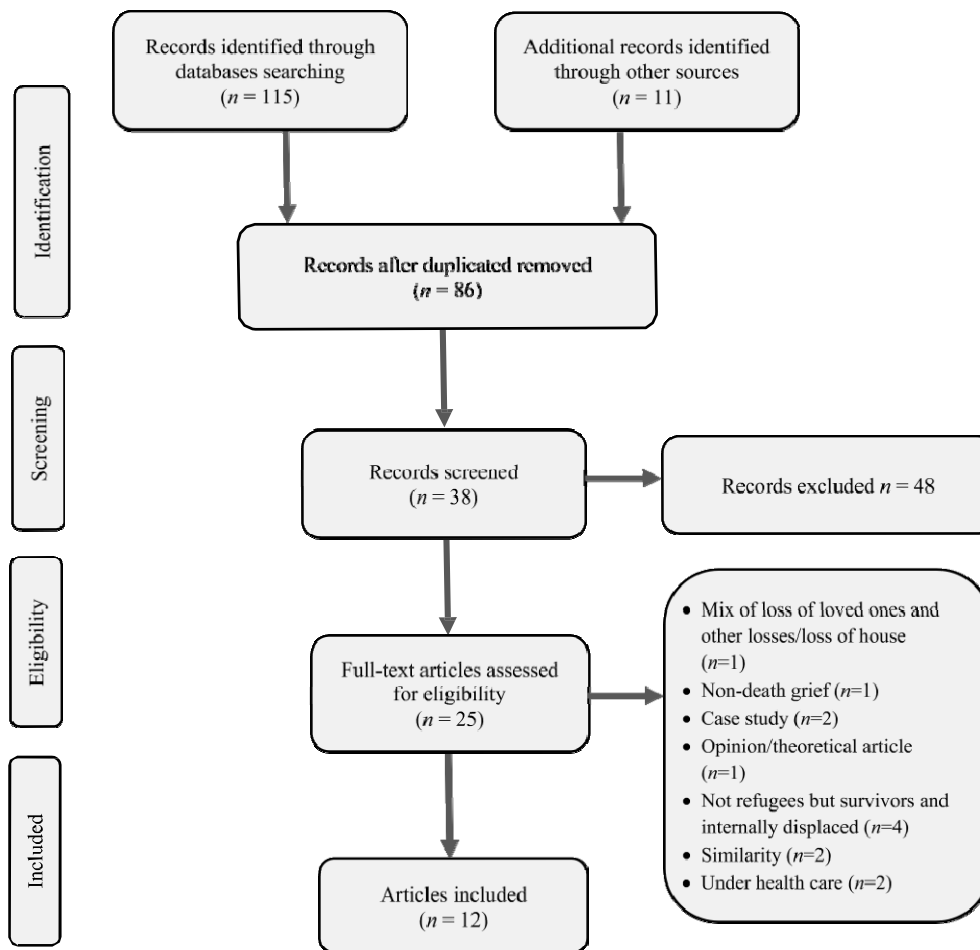 Records identified through
databases searching
(n = 115)
Additional records identified
through other sources
(n = 11)
Identification
Records after duplicated removed
(n = 86)
Screening
Records screened
(n = 38)
Records excluded n = 48
Eligibility
Full-text articles assessed
for eligibility
(n = 25)
• Mix of loss of loved ones and
other losses/loss of house
(n=1)
• Non-death grief (n=1)
• Case study (n=2)
• Opinion/theoretical article
(n=1)
• Not refugees but survivors and
internally displaced (n=4)
• Similarity (n=2)
• Under health care (n=2)
Included
Articles included
(n = 12)